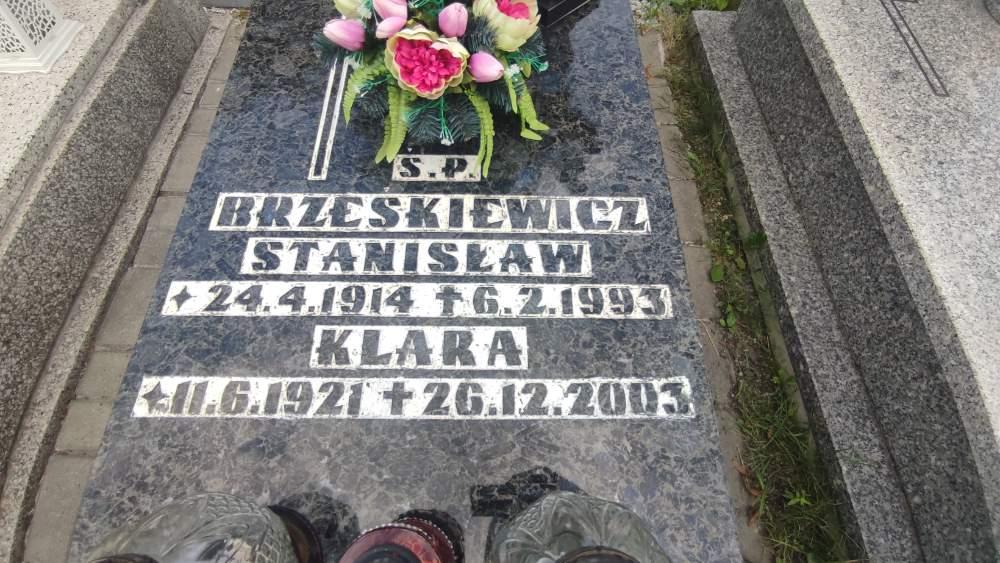 S.P.
BRZESKIEWICZ
STANISŁAW
24.4.1914 † 6.2.1993
KLARA
11.6.1921 † 26.12.2003